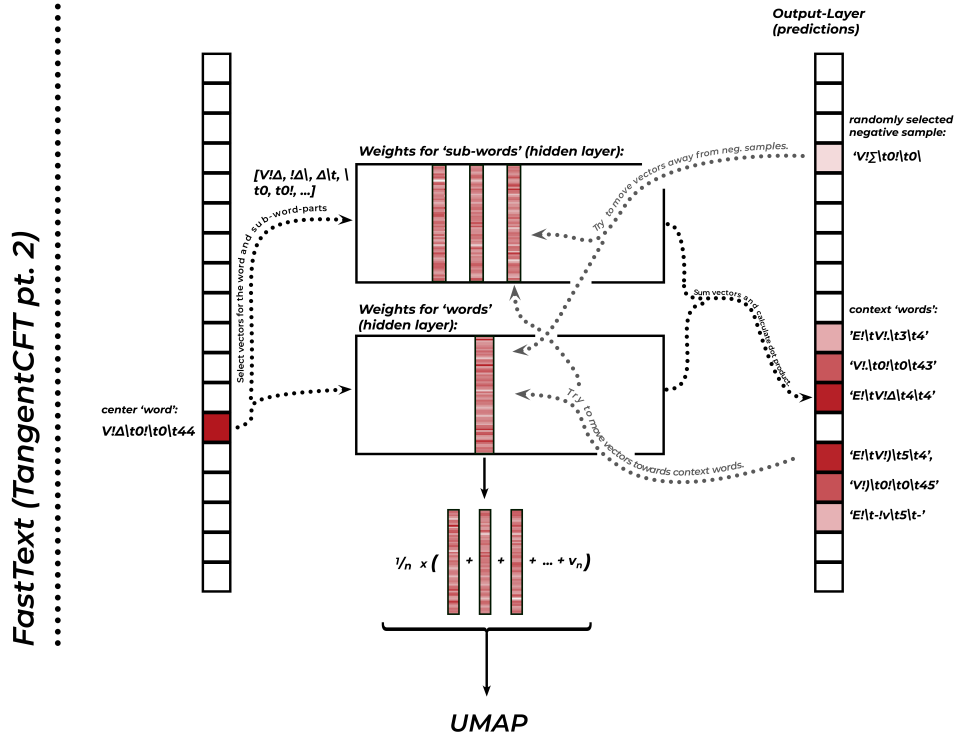 FastText (TangentCFT pt. 2)
Output-Layer
(predictions)
randomly selected
negative sample:
‘V!∑\t0!\t0\
Weights for ‘sub-words’ (hidden layer):
Try to move vectors away from neg. samples.
[V!Δ, !Δ\, Δ\t, \
t0, t0!, ...]
Select vectors for the word and sub-word-parts
Sum vectors and calculate dot product.
Weights for ‘words’
(hidden layer):
context ‘words’:
‘E!\tV!.\t3\t4’
‘V!.\t0!\t0\t43’
‘E!\tV!Δ\t4\t4’
center ‘word’:
V!Δ\t0!\t0\t44
Try to move vectors towards context words.
‘E!\tV!)\t5\t4’,
‘V!)\t0!\t0\t45’
‘E!\t-!v\t5\t-’
1/n x ( + + + ... + vn)
UMAP